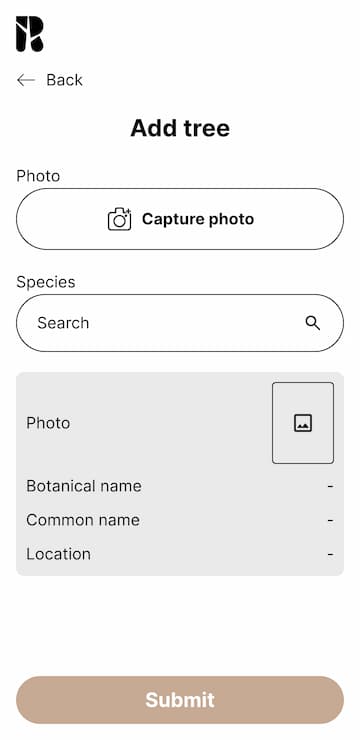 R
Back
Add tree
Photo
Capture photo
Species
Search
Photo
Botanical name -
Common name -
Location -
Submit